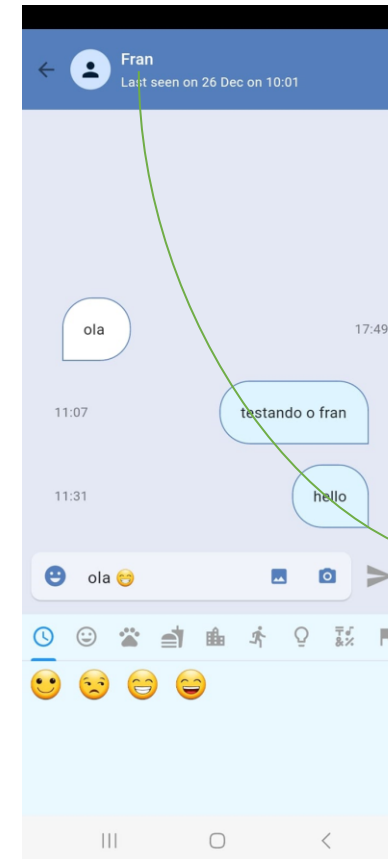 Fran
Last seen on 26 Dec on 10:01
ola
17:49
11:07
testando o fran
11:31
hello
ola 😁